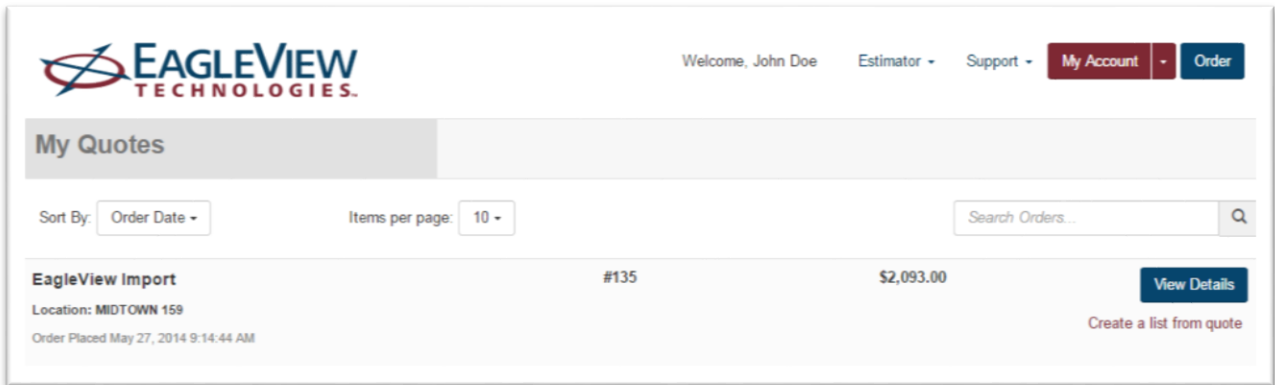 EAGLEVIEW
TECHNOLOGIES™
Welcome, John Doe Estimator Support My Account Order
My Quotes
Sort By: Order Date Items per page: 10 Search Orders...
EagleView Import #135 $2,093.00 View Details
Location: MIDTOWN 159
Create a list from quote
Order Placed May 27, 2014 9:14:44 AM